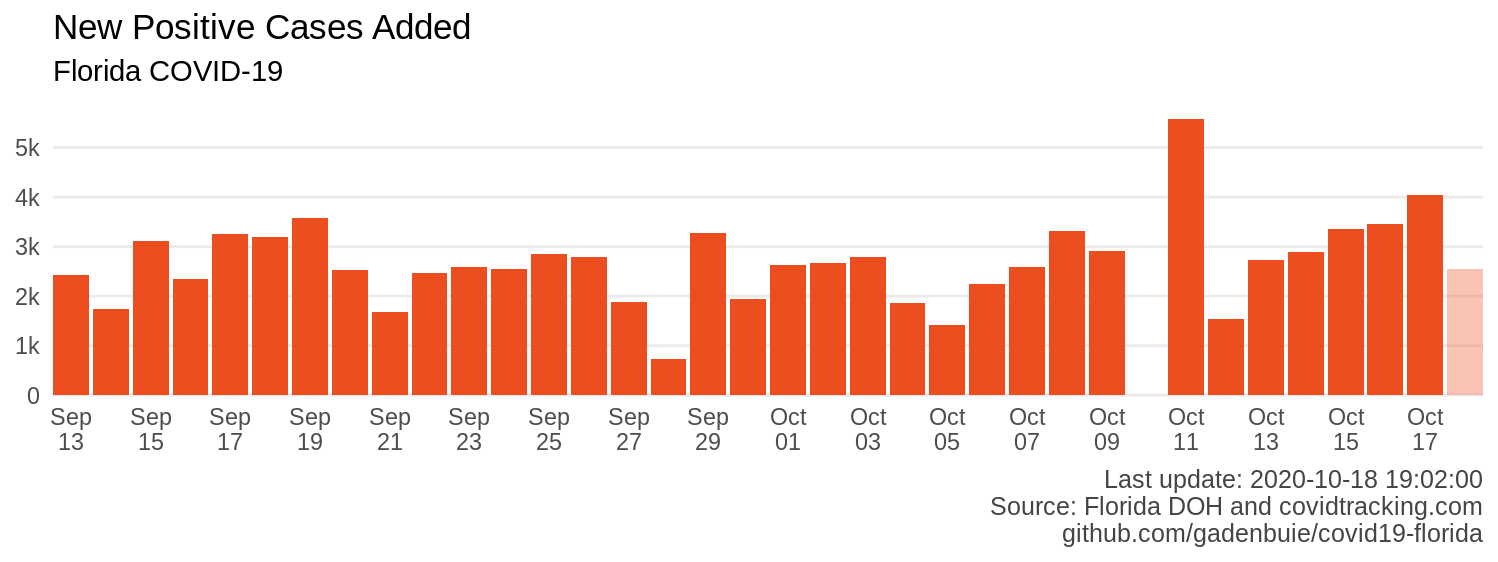 New Positive Cases Added
Florida COVID-19
5k
4k
3k
2k
1k
0
Sep Sep Sep Sep Sep Sep Sep Sep Sep Oct Oct Oct Oct Oct Oct Oct Oct Oct
13 15 17 19 21 23 25 27 29 01 03 05 07 09 11 13 15 17
Last update: 2020-10-18 19:02:00
Source: Florida DOH and covidtracking.com
github.com/gadenbuie/covid19-florida